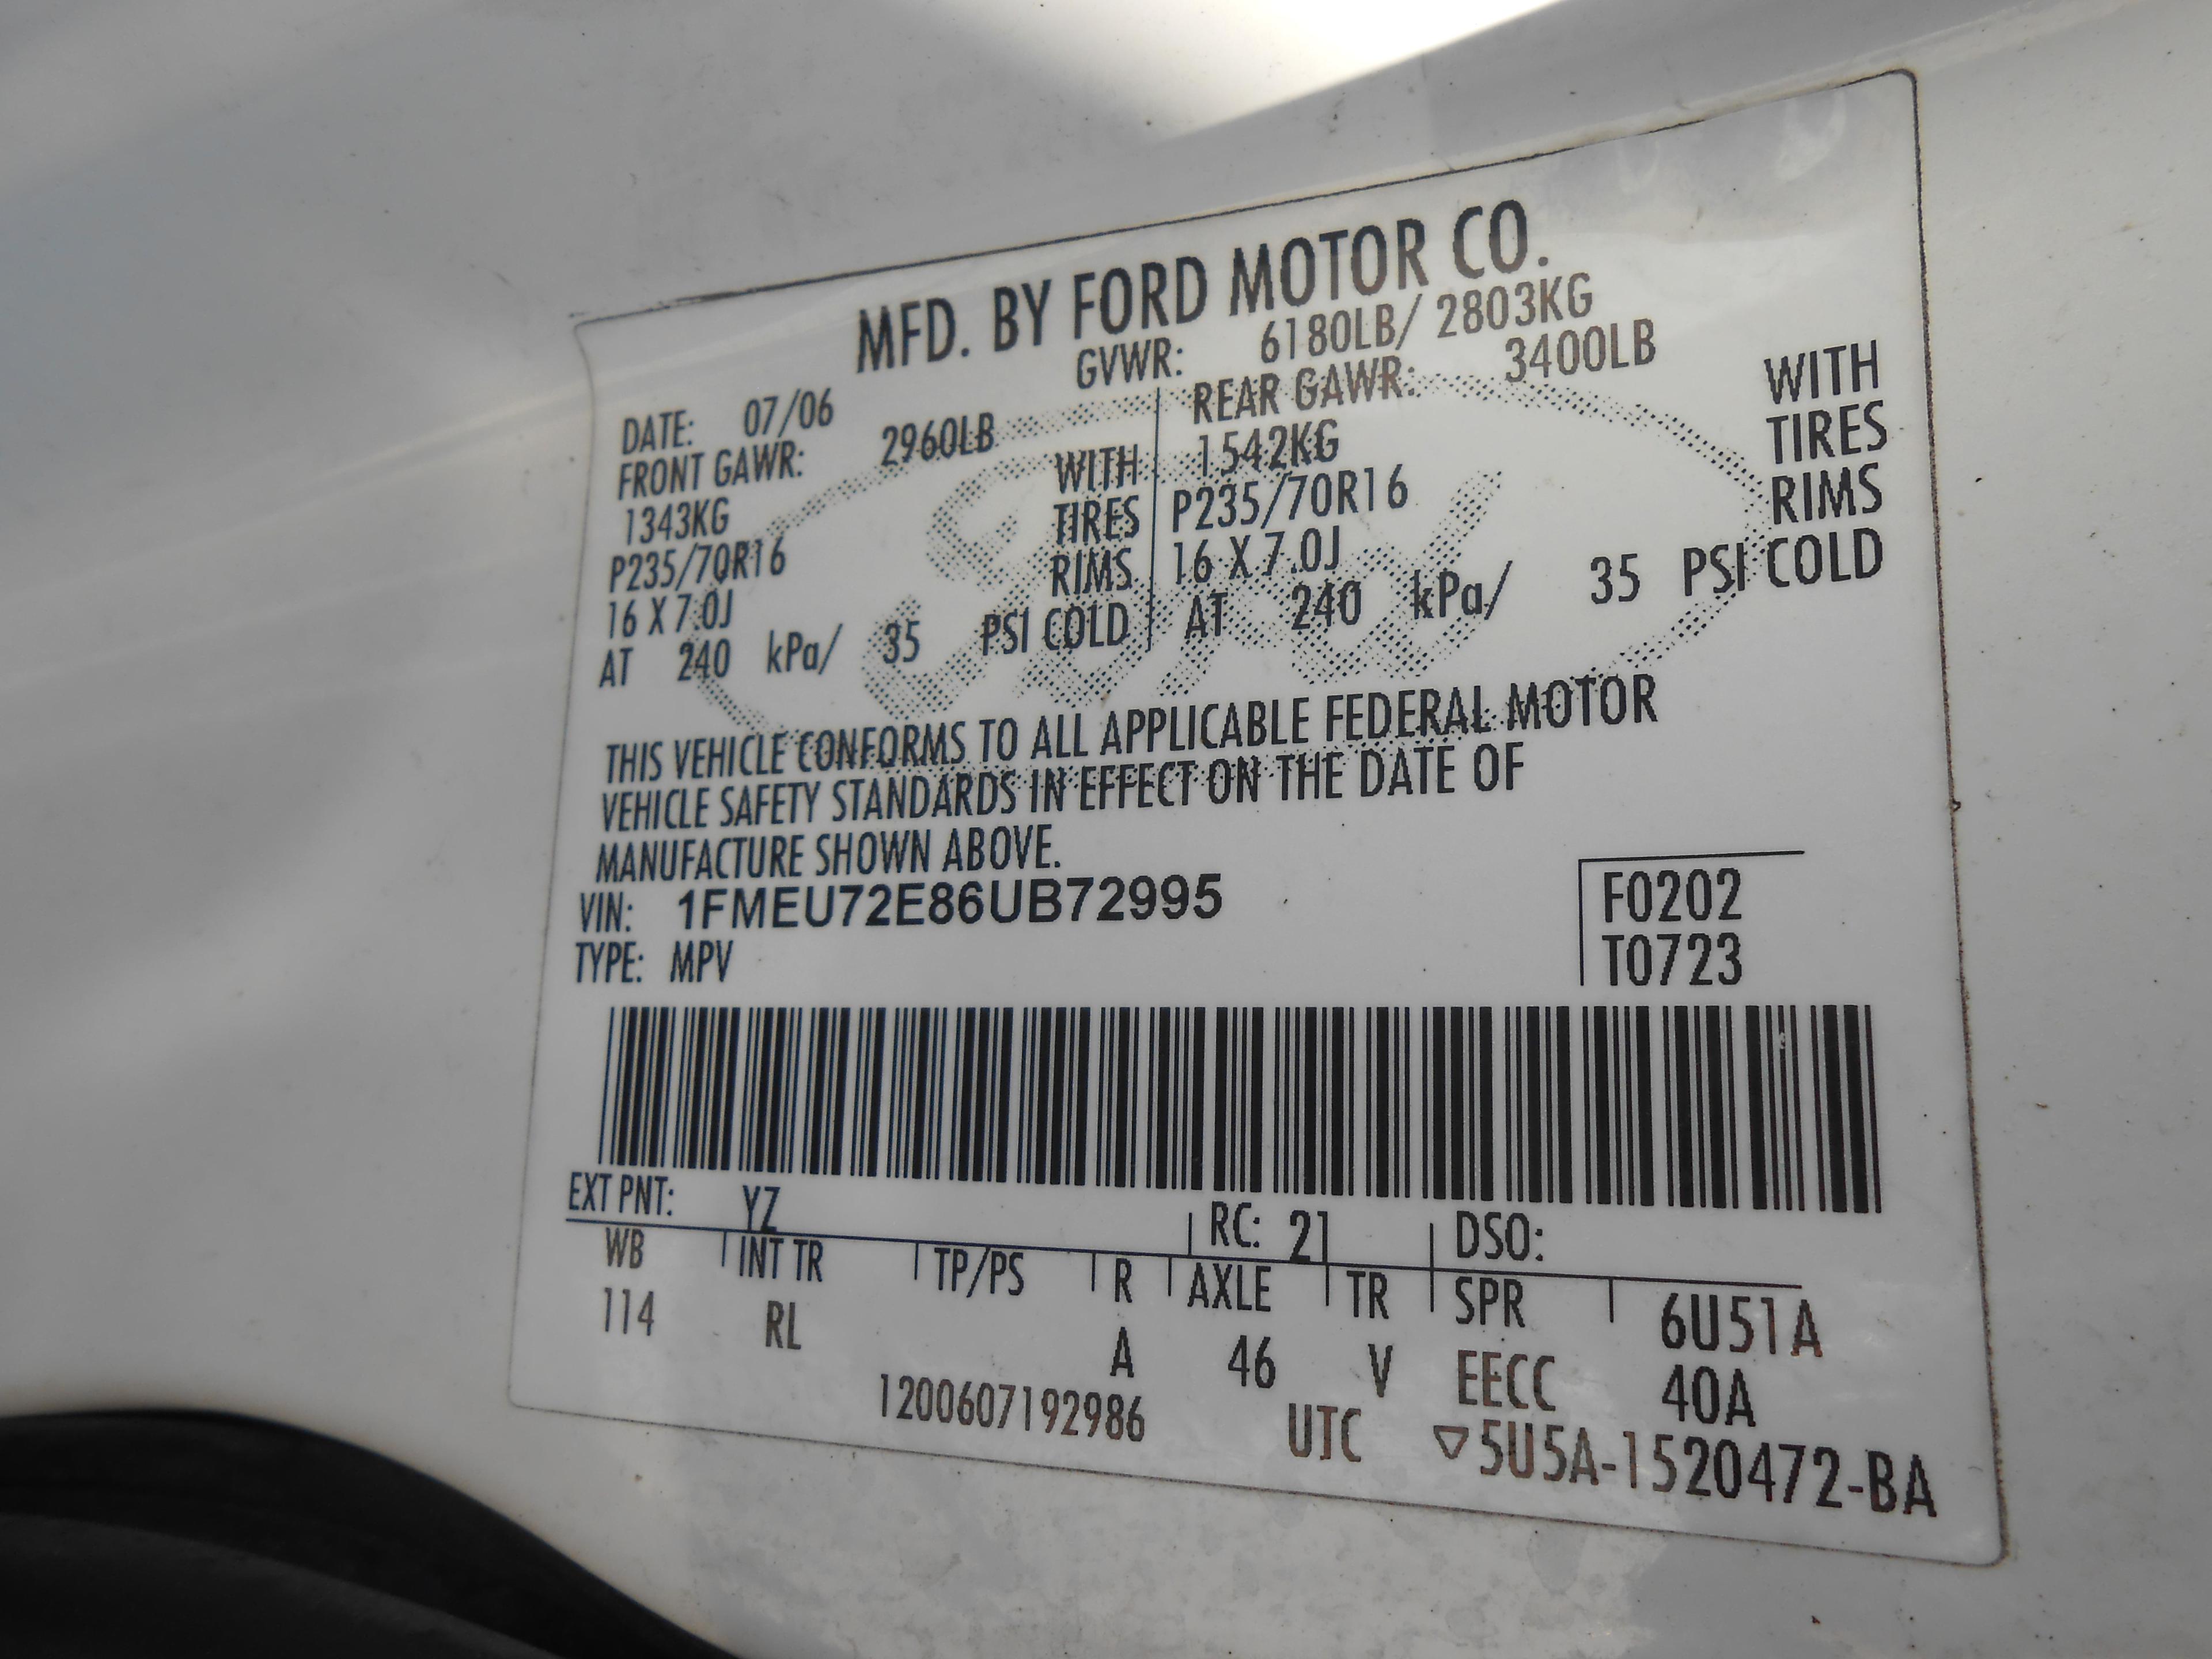 MFD. BY FORD MOTOR CO.
DATE: 07/06 GVWR: 6180LB/ 2803KG
FRONT GAWR: 2960LB REAR GAWR: 3400LB
1343KG WITH 1542KG WITH
P235/70R16 TIRES P235/70R16 TIRES
16 X 7.0J RIMS 16 X 7.0J RIMS
AT 240 kPa/ 35 PSI COLD AT 240 kPa/ 35 PSI COLD
Ford
THIS VEHICLE CONFORMS TO ALL APPLICABLE FEDERAL MOTOR
VEHICLE SAFETY STANDARDS IN EFFECT ON THE DATE OF
MANUFACTURE SHOWN ABOVE.
VIN: 1FMEU72E86UB72995 F0202
TYPE: MPV T0723
EXT PNT: YZ RC: 21 DSO:
WB INT TR TP/PS R AXLE TR SPR 6U51A
114 RL A 46 V EECC 40A
1200607192986 UTC ▽5U5A-1520472-BA